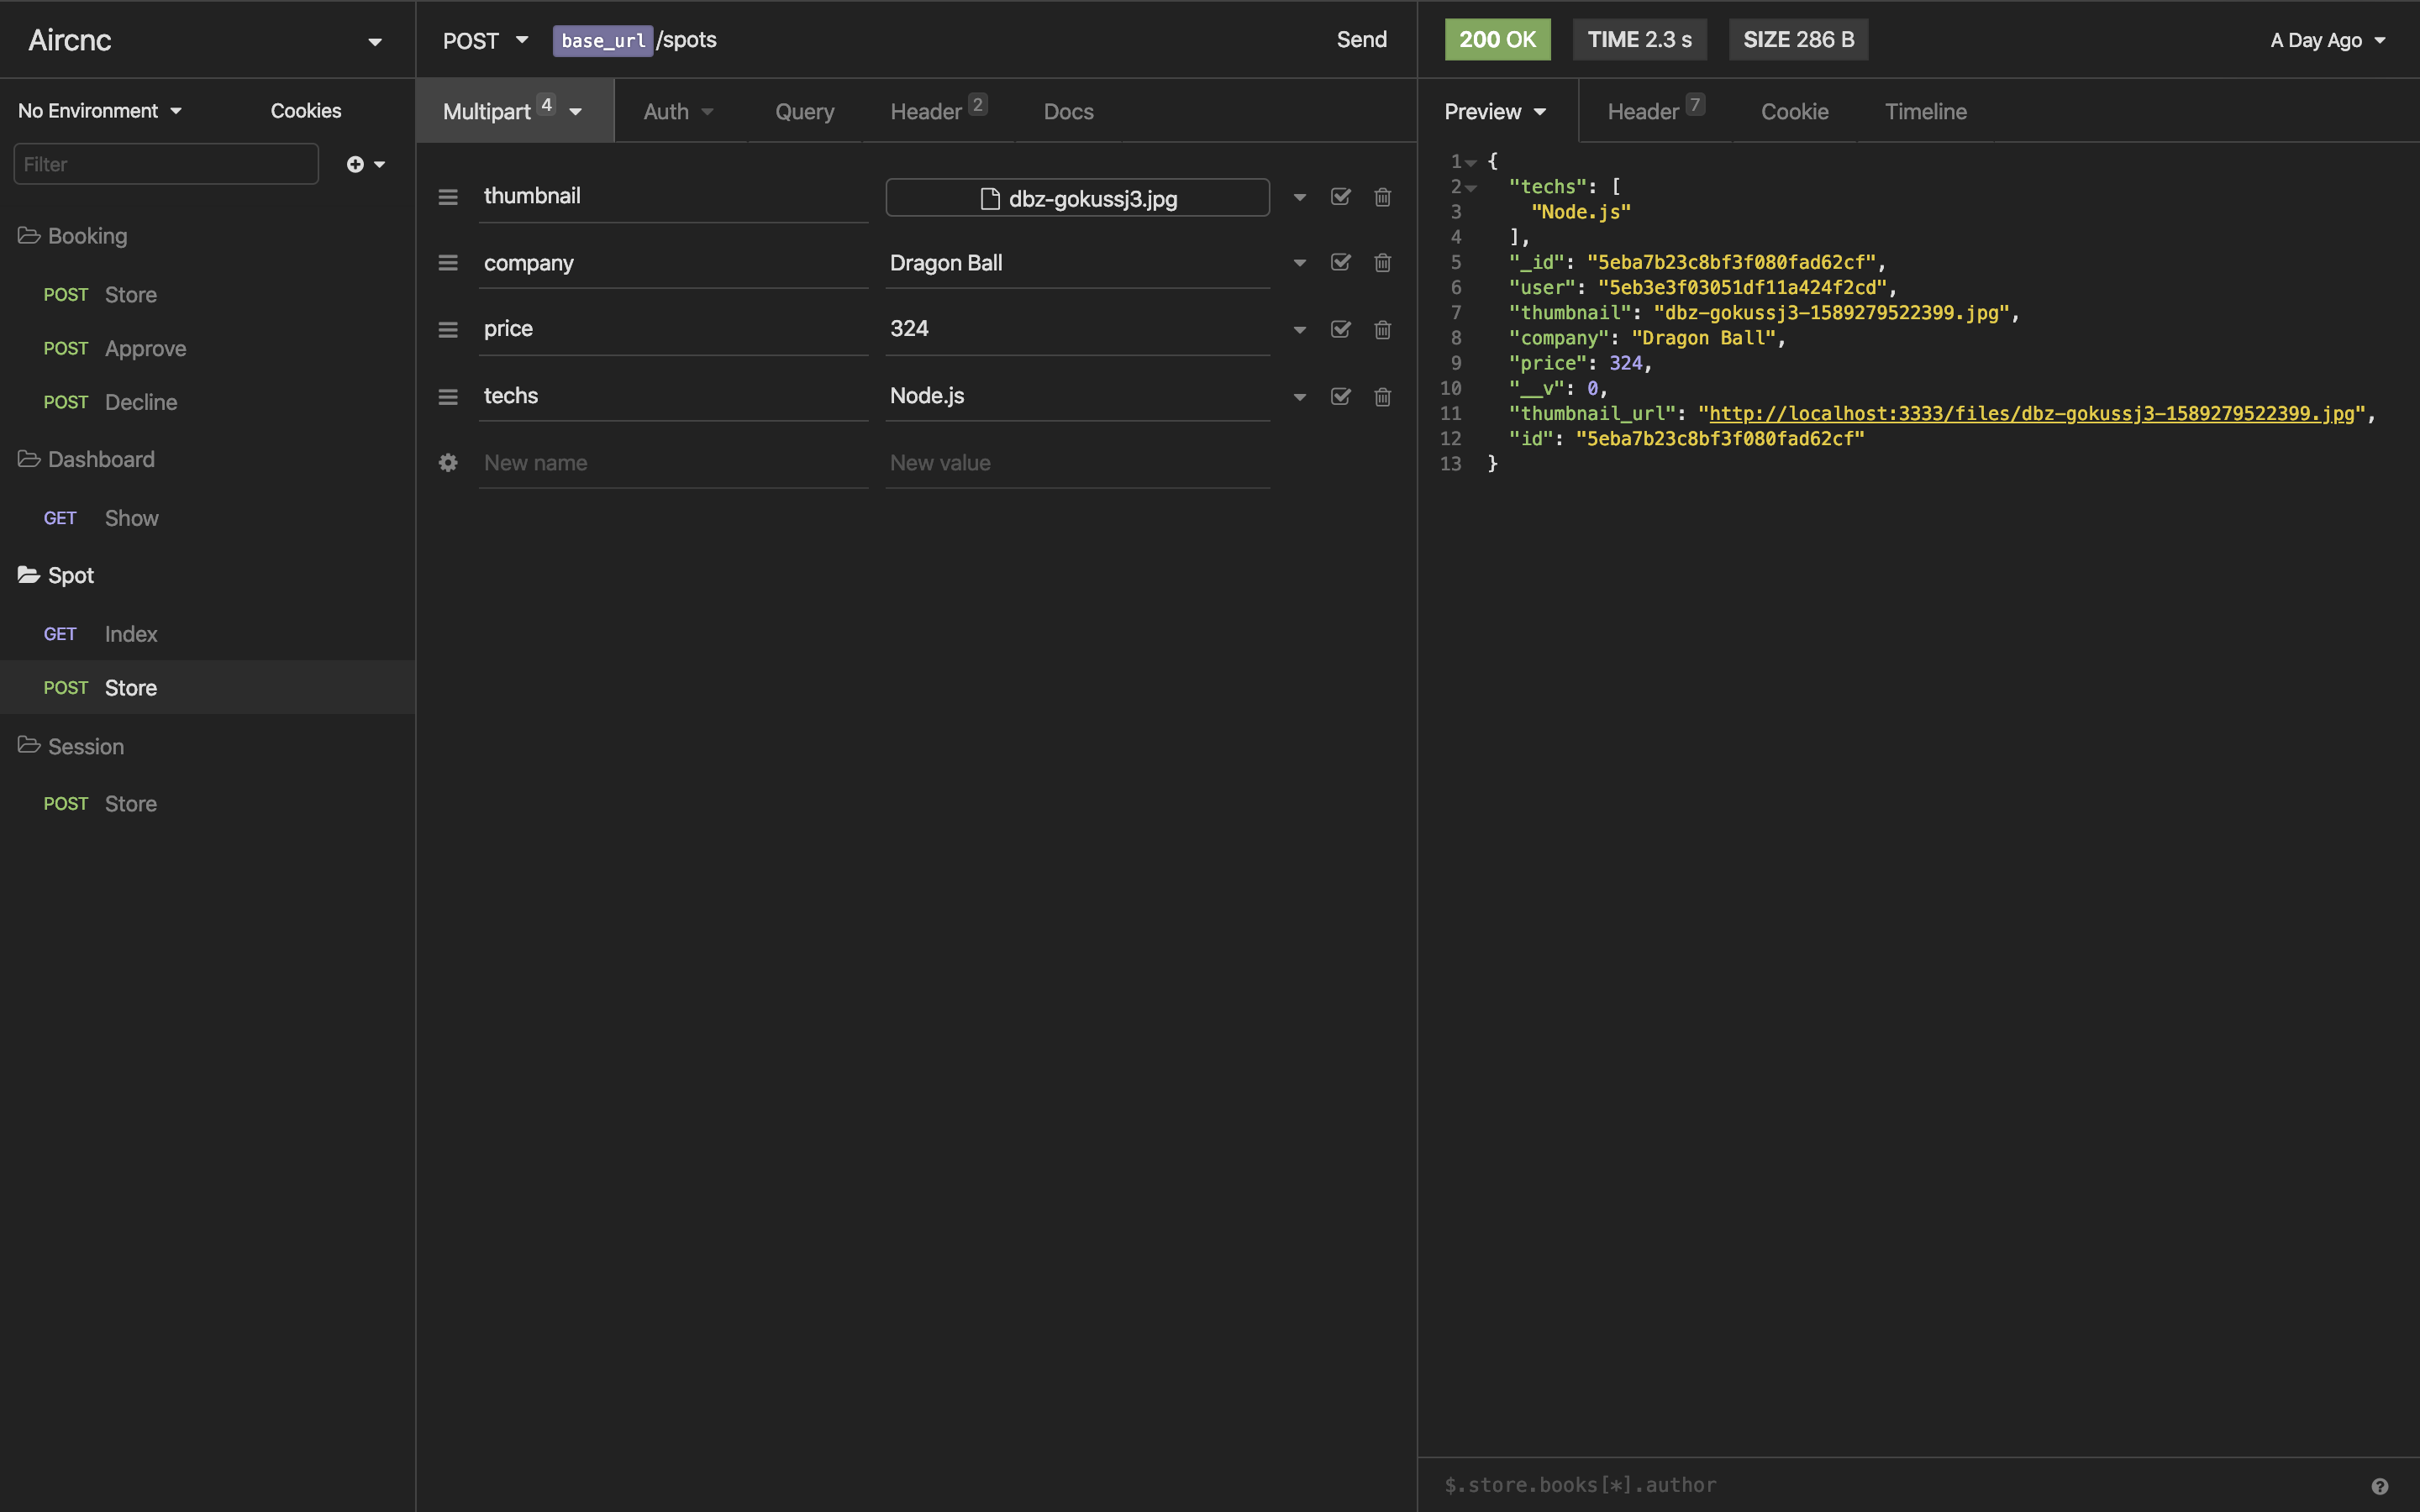 Aircnc
POST base_url/spots
Send
200 OK
TIME 2.3 s
SIZE 286 B
A Day Ago
No Environment
Cookies
Multipart 4
Auth
Query
Header 2
Docs
Preview
Header 7
Cookie
Timeline
Filter
Booking
POST Store
POST Approve
POST Decline
Dashboard
GET Show
Spot
GET Index
POST Store
Session
POST Store
thumbnail dbz-gokussj3.jpg
company Dragon Ball
price 324
techs Node.js
New name New value
1 {
2 "techs": [
3 "Node.js"
4 ],
5 "_id": "5eba7b23c8bf3f080fad62cf",
6 "user": "5eb3e3f03051df11a424f2cd",
7 "thumbnail": "dbz-gokussj3-1589279522399.jpg",
8 "company": "Dragon Ball",
9 "price": 324,
10 "__v": 0,
11 "thumbnail_url": "http://localhost:3333/files/dbz-gokussj3-1589279522399.jpg",
12 "id": "5eba7b23c8bf3f080fad62cf"
13 }
$.store.books[*].author